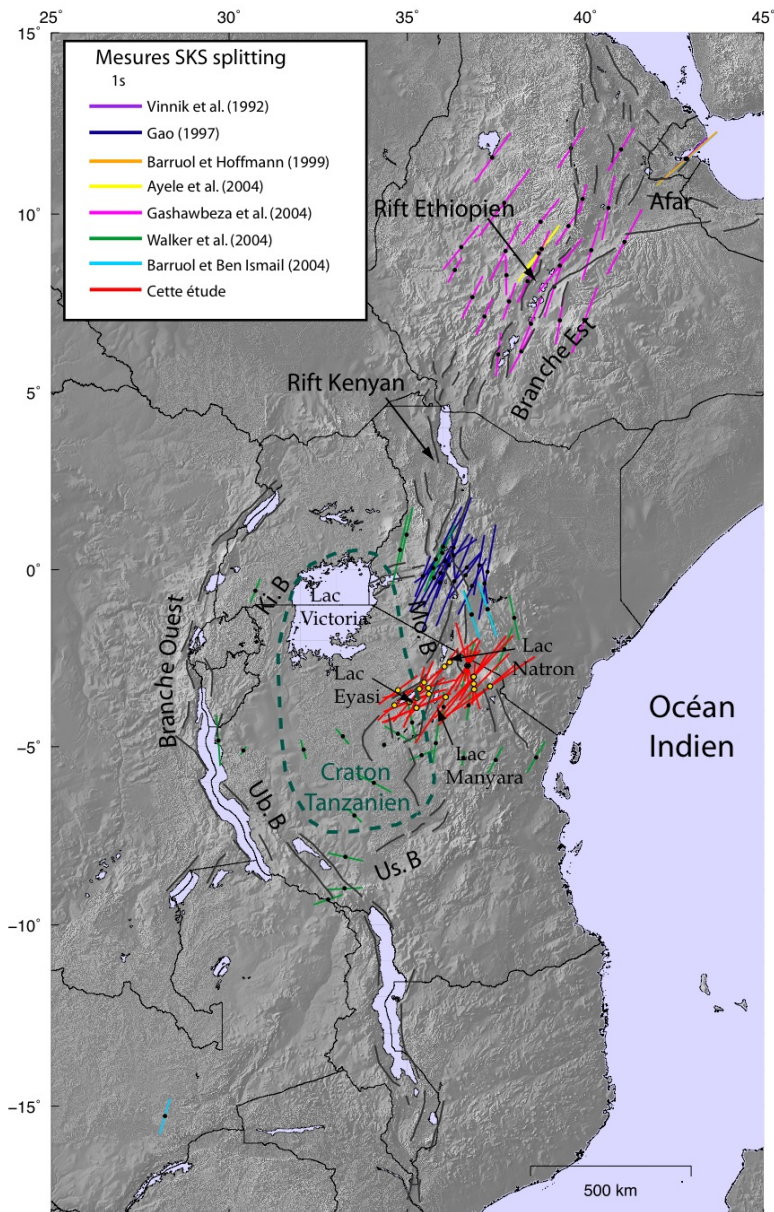 25°
30°
35°
40°
45°
15°
10°
5°
0°
−5°
−10°
−15°
Mesures SKS splitting
1s
Vinnik et al. (1992)
Gao (1997)
Barruol et Hoffmann (1999)
Ayele et al. (2004)
Gashawbeza et al. (2004)
Walker et al. (2004)
Barruol et Ben Ismail (2004)
Cette étude
Afar
Rift Ethiopien
Branche Est
Rift Kenyan
Ki. B
Lac
Victoria
Mo. B
Branche Ouest
Lac
Natron
Lac
Eyasi
Lac
Manyara
Océan
Indien
Craton
Tanzanien
Ub. B
Us. B
500 km